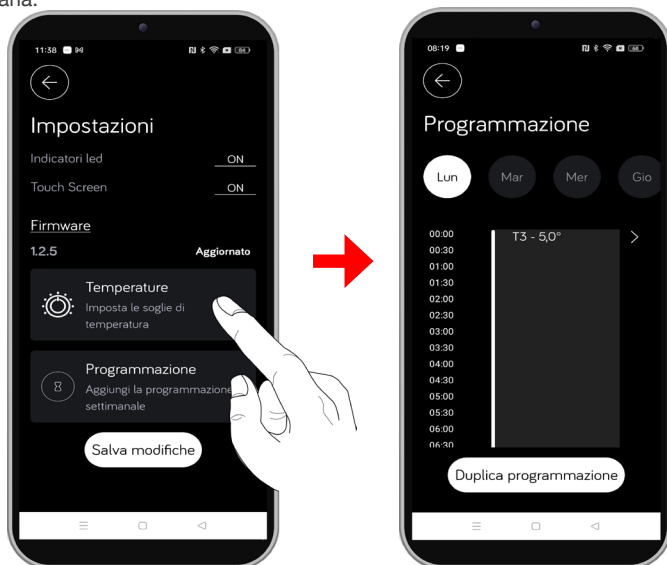 11:38
84
Impostazioni
Indicatori led ON
Touch Screen ON
Firmware
1.2.5 Aggiornato
Temperature
Imposta le soglie di
temperatura
Programmazione
Aggiungi la programmazione
settimanale
Salva modifiche
08:19
Programmazione
Lun Mar Mer Gio
00:00 T3 - 5,0°
00:30
01:00
01:30
02:00
02:30
03:00
03:30
04:00
04:30
05:00
05:30
06:00
06:30
Duplica programmazione